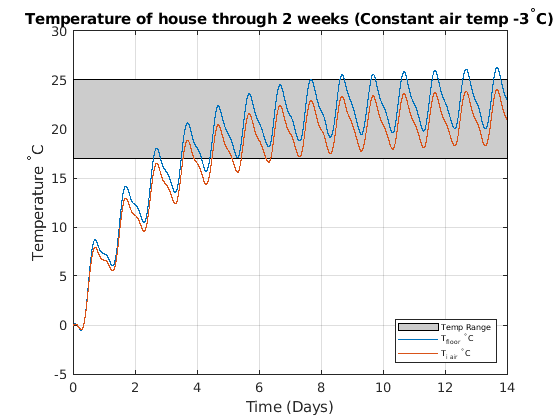 Temperature of house through 2 weeks (Constant air temp -3°C)
30
25
20
15
10
5
0
-5
Temperature °C
Temp Range
T_floor °C
T_i air °C
0 2 4 6 8 10 12 14
Time (Days)